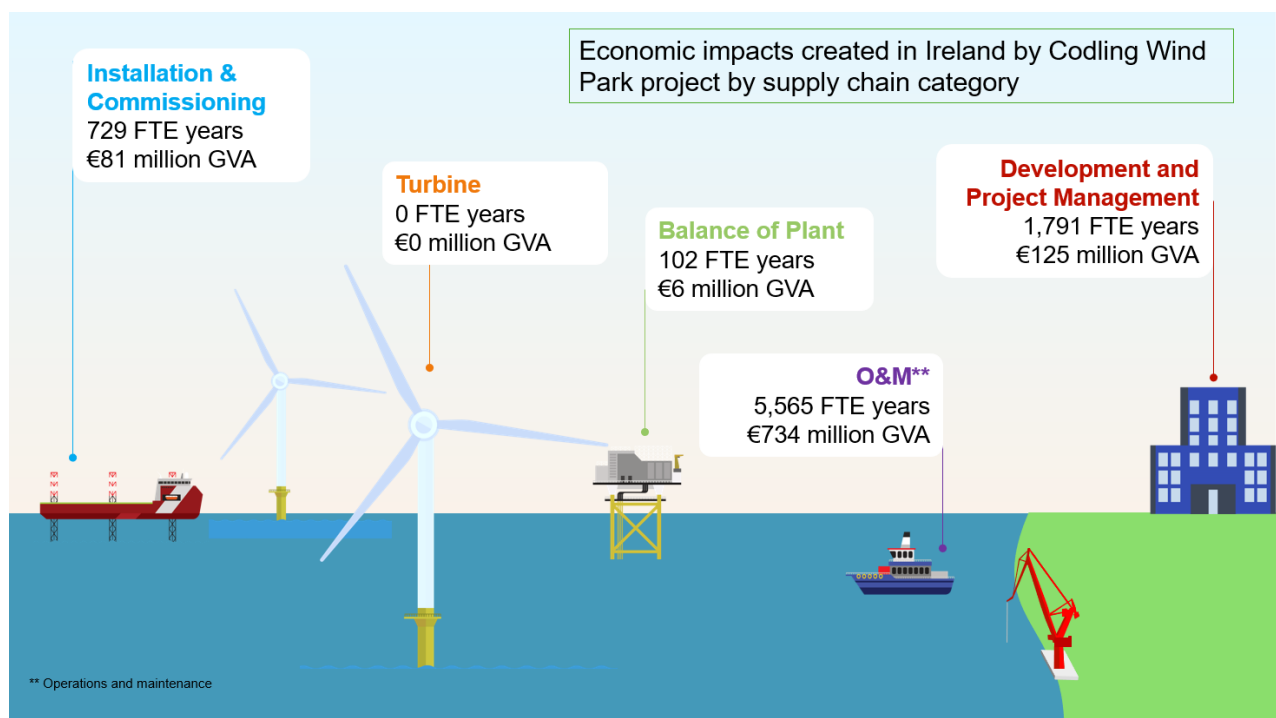 Economic impacts created in Ireland by Codling Wind
Park project by supply chain category
Installation &
Commissioning
729 FTE years
€81 million GVA
Turbine
0 FTE years
€0 million GVA
Balance of Plant
102 FTE years
€6 million GVA
Development and
Project Management
1,791 FTE years
€125 million GVA
O&M**
5,565 FTE years
€734 million GVA
** Operations and maintenance